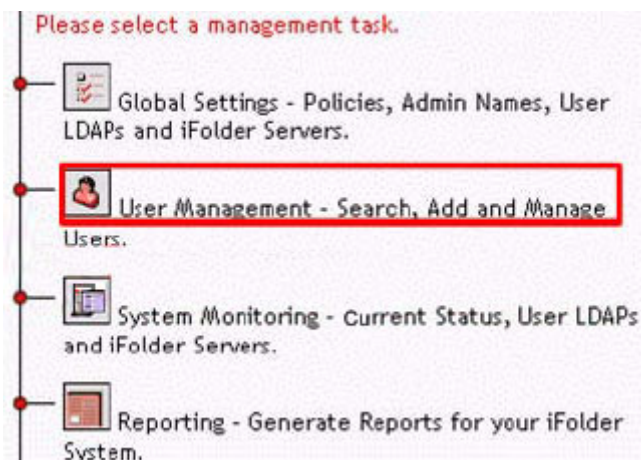 Please select a management task.
Global Settings - Policies, Admin Names, User
LDAPs and iFolder Servers.
User Management - Search, Add and Manage
Users.
System Monitoring - Current Status, User LDAPs
and iFolder Servers.
Reporting - Generate Reports for your iFolder
System.